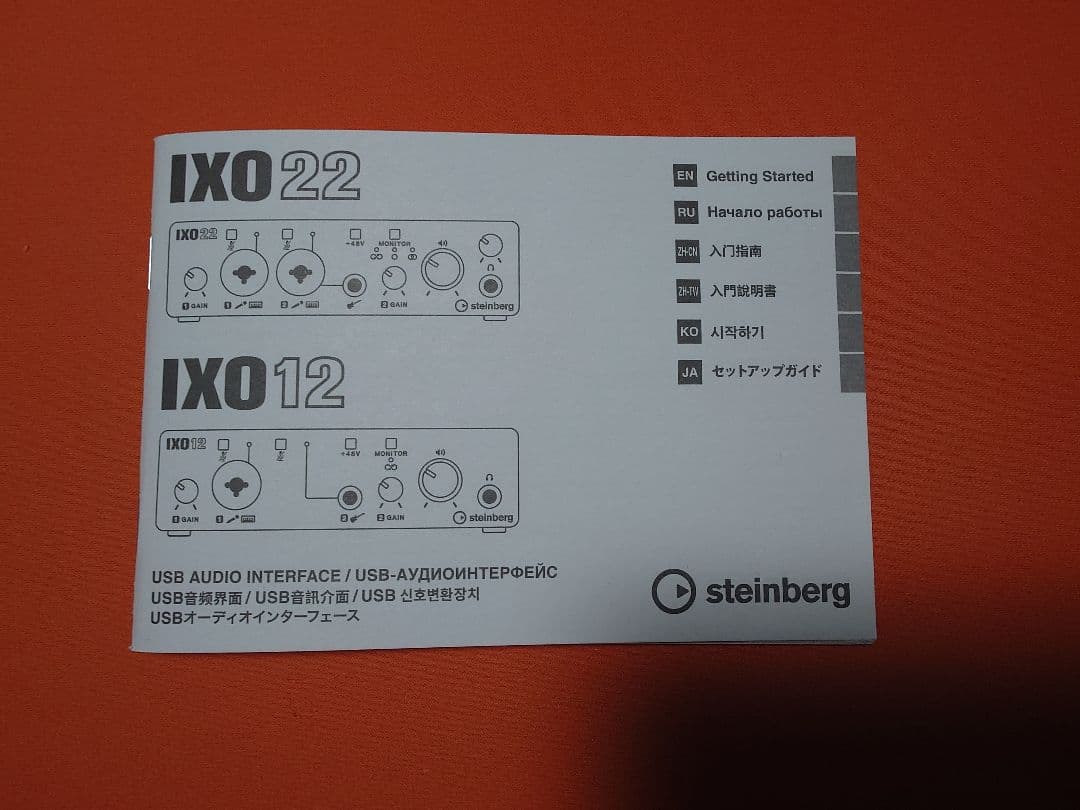 IXO22
IXO22
+48V
MONITOR
1 GAIN
1
2
2 GAIN
steinberg
IXO12
IXO12
+48V
MONITOR
1 GAIN
1
2
2 GAIN
steinberg
USB AUDIO INTERFACE / USB-АУДИОИНТЕРФЕЙС
USB音频界面 / USB音訊介面 / USB 신호변환장치
USBオーディオインターフェース
EN Getting Started
RU Начало работы
ZH-CN 入门指南
ZH-TW 入門說明書
KO 시작하기
JA セットアップガイド
steinberg